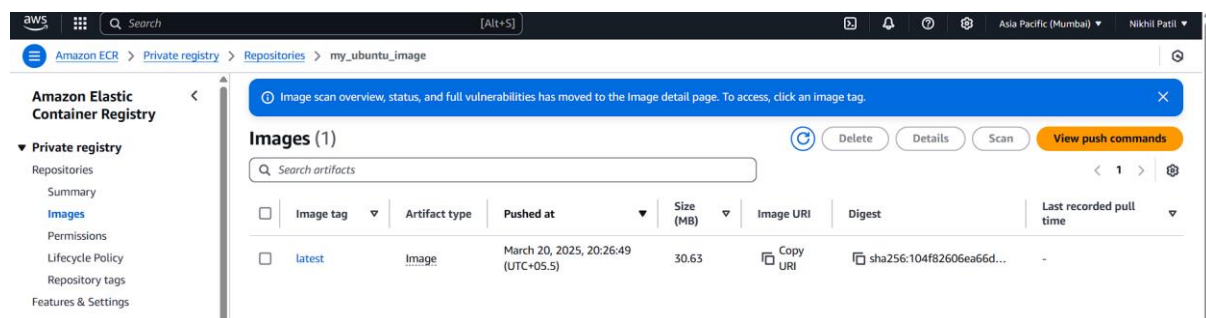 aws Search [Alt+S] Asia Pacific (Mumbai) ▼ Nikhil Patil ▼
Amazon ECR > Private registry > Repositories > my_ubuntu_image
Amazon Elastic
Container Registry
▼ Private registry
Repositories
Summary
Images
Permissions
Lifecycle Policy
Repository tags
Features & Settings
Image scan overview, status, and full vulnerabilities has moved to the Image detail page. To access, click an image tag.
Images (1) Delete Details Scan View push commands
Search artifacts < 1 >
Image tag Artifact type Pushed at Size (MB) Image URI Digest Last recorded pull time
latest Image March 20, 2025, 20:26:49 (UTC+05.5) 30.63 Copy URI sha256:104f82606ea66d... -